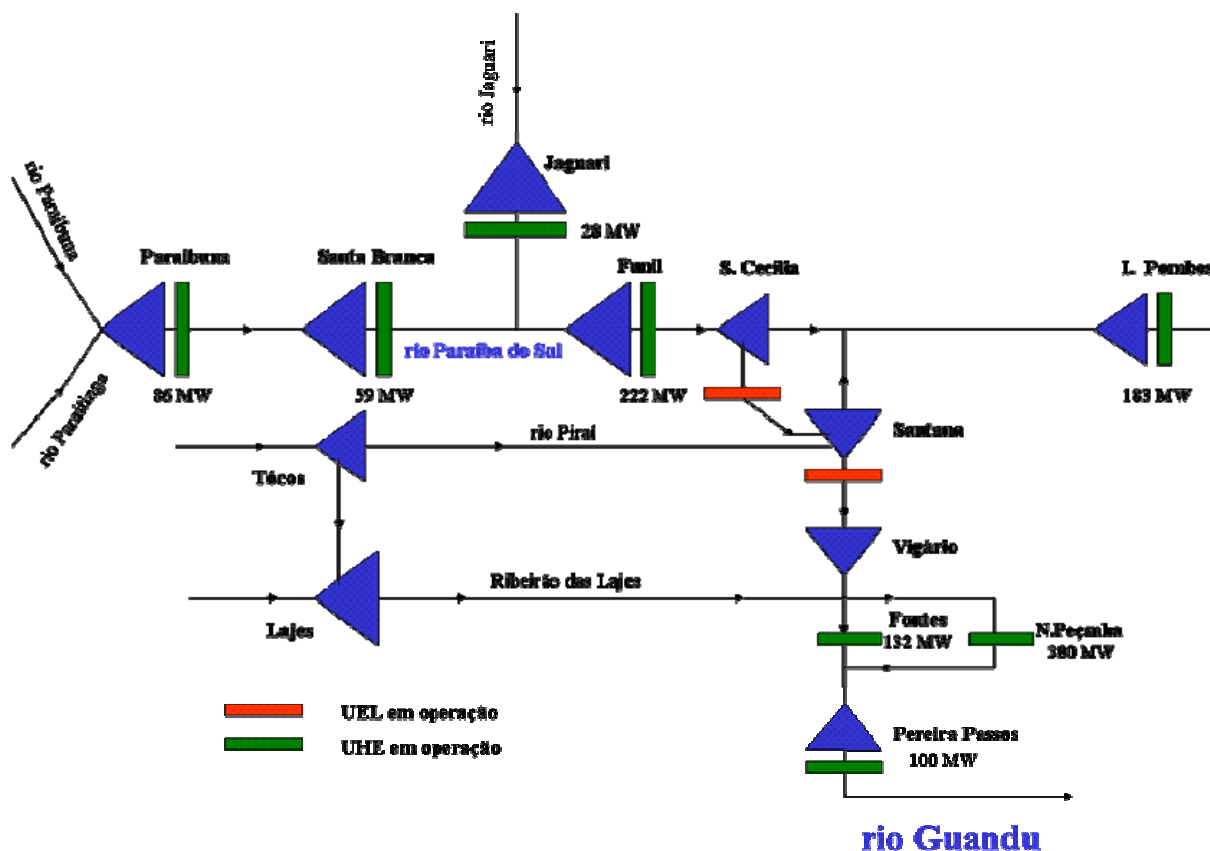 rio Jaguari
Jaguari
28 MW
rio Paraibuna
Paraibuna
Santa Branca
Funil
S. Cecília
L. Pombos
rio Paraíba do Sul
86 MW
59 MW
222 MW
183 MW
rio Paraitinga
rio Piraí
Santana
Tócos
Vigário
Ribeirão das Lajes
Lajes
Fontes
132 MW
N.Peçanha
380 MW
UEL em operação
UHE em operação
Pereira Passos
100 MW
rio Guandu